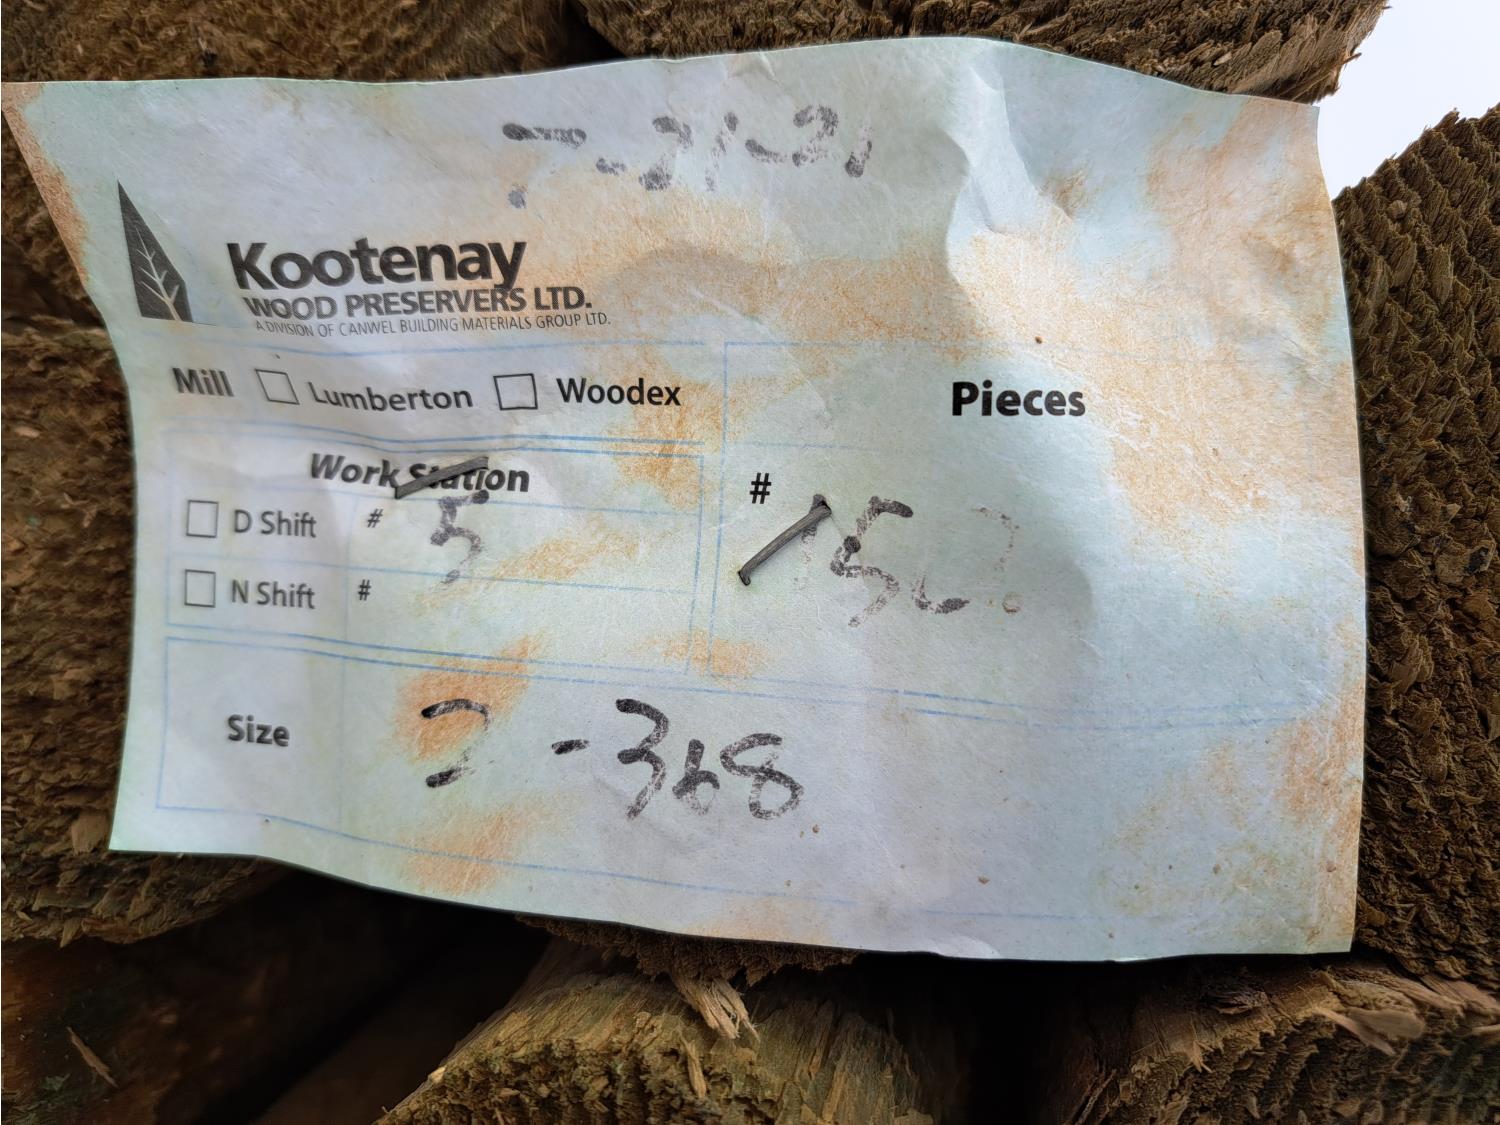 7-21-21
Kootenay
WOOD PRESERVERS LTD.
A DIVISION OF CANWEL BUILDING MATERIALS GROUP LTD.
Mill Lumberton Woodex
Pieces
Work Station
D Shift # 5
#
N Shift #
Size - 368